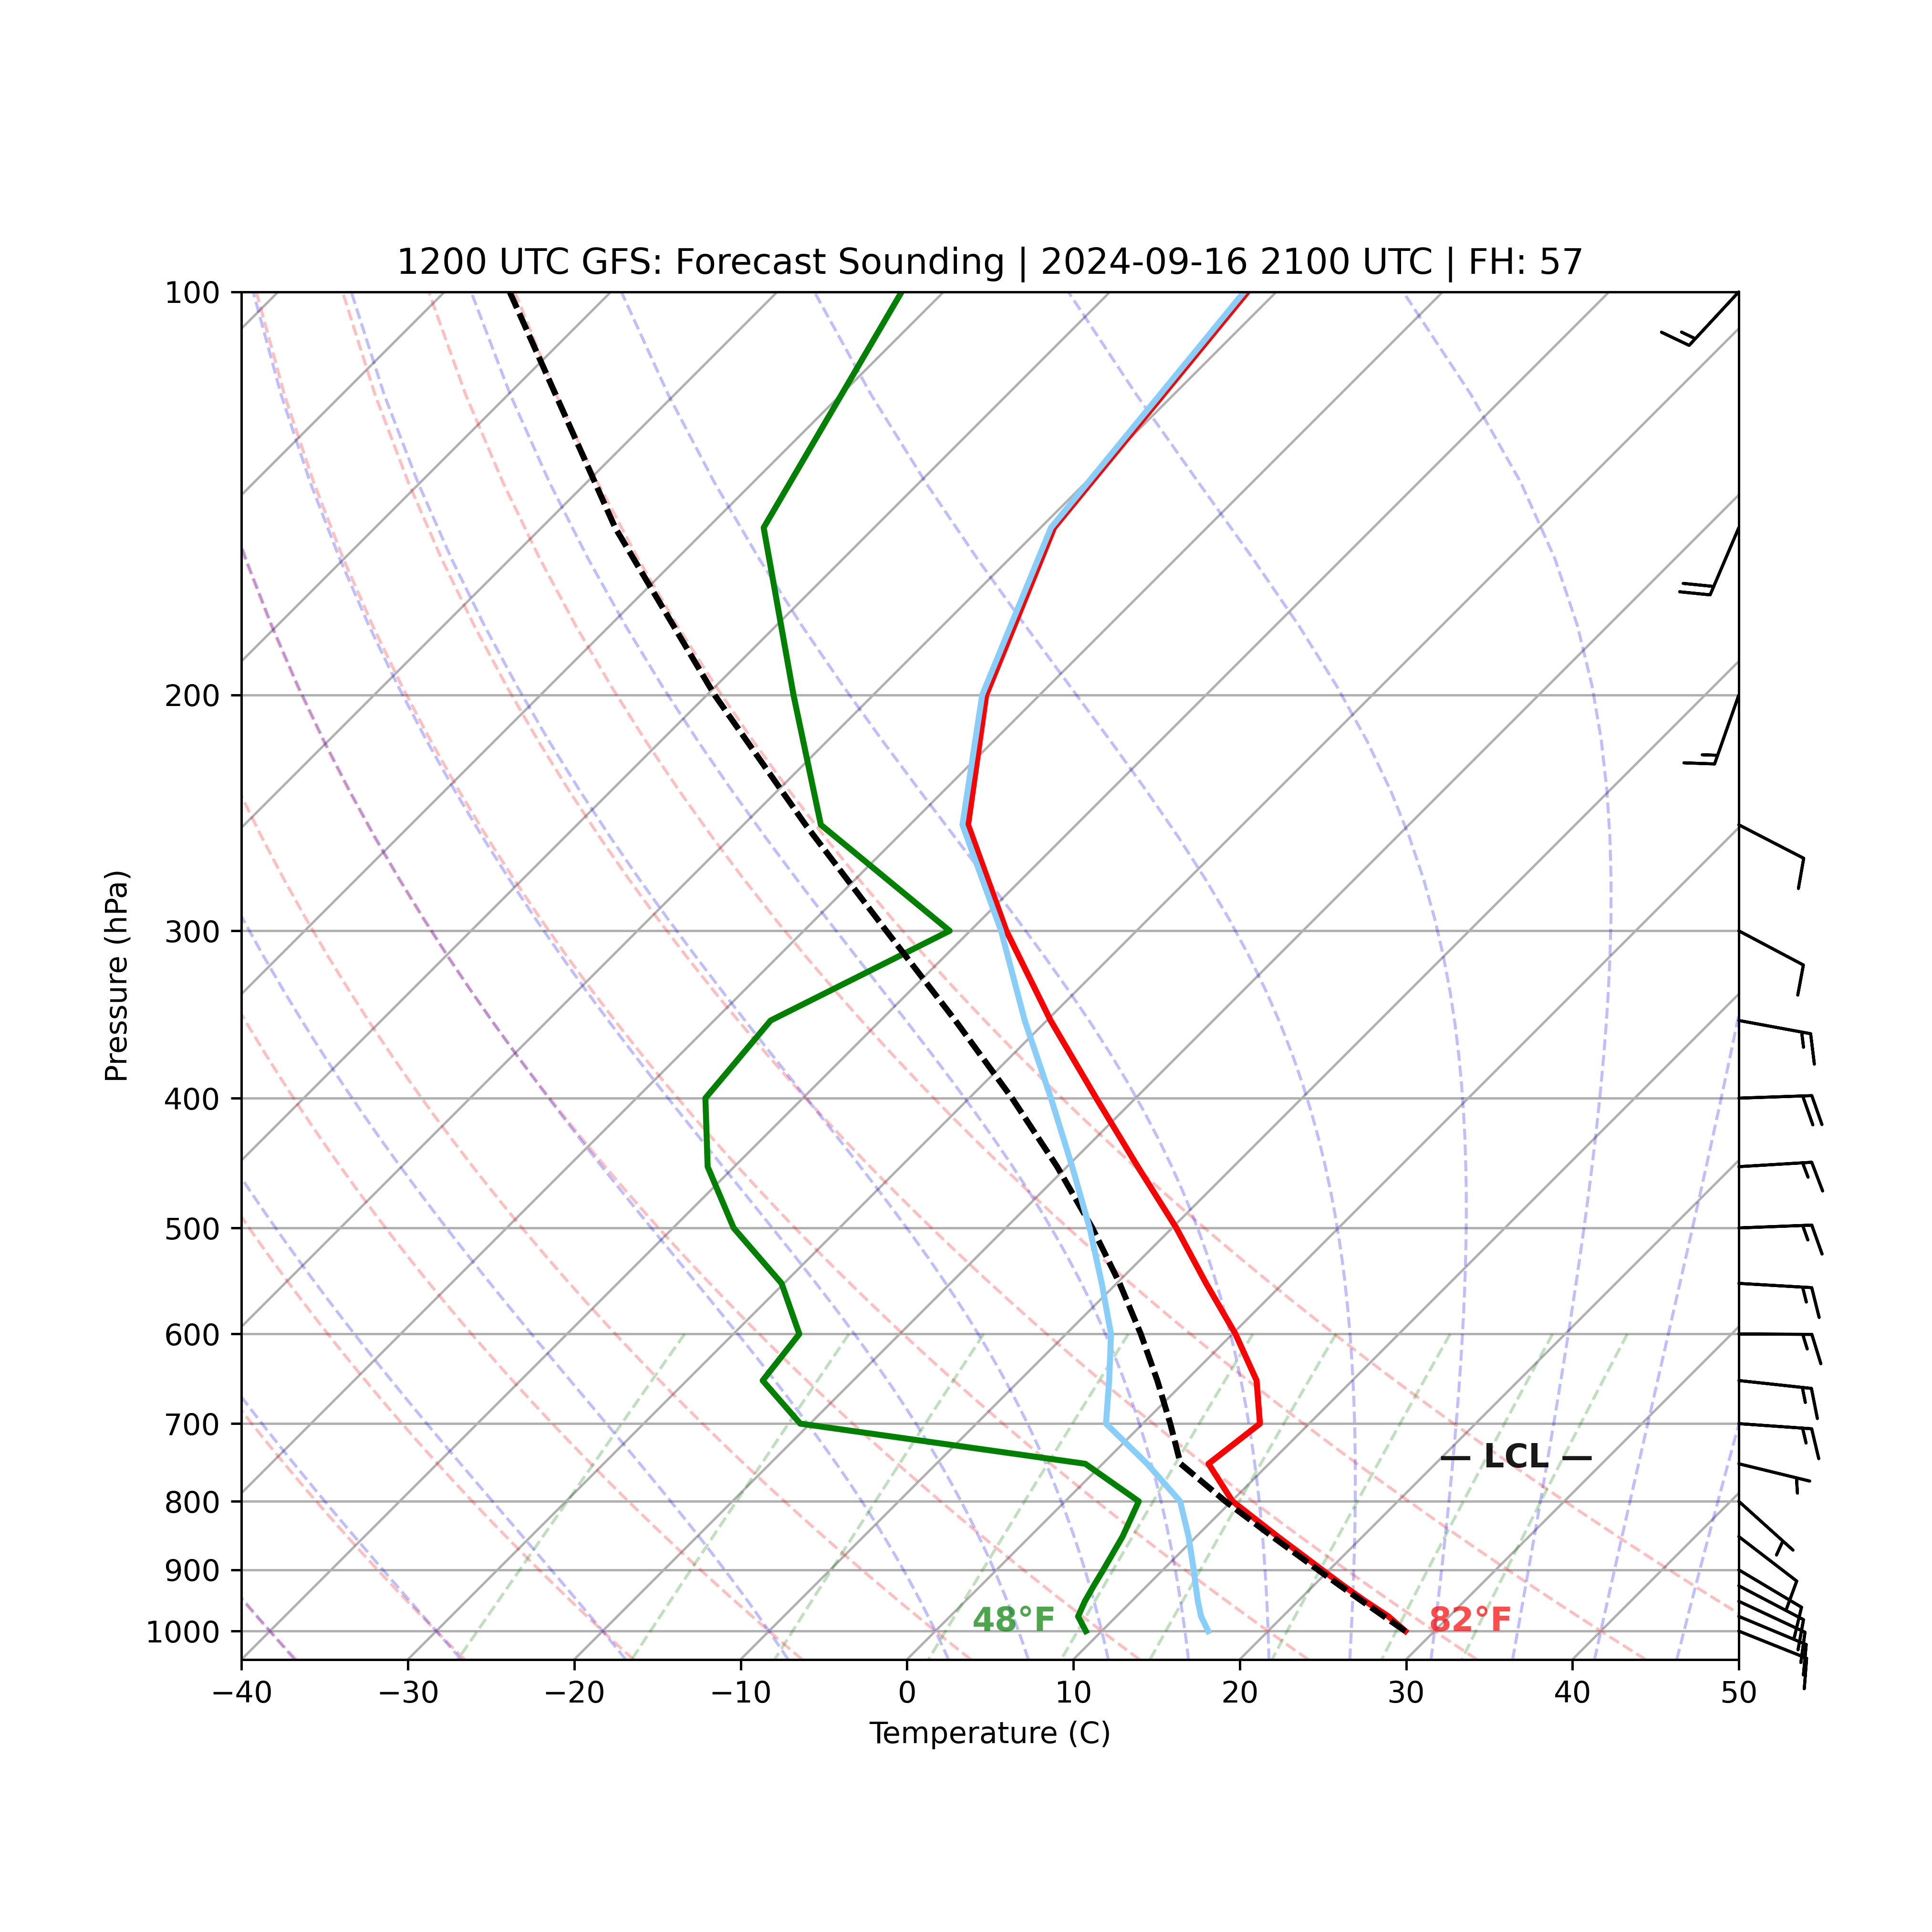 1200 UTC GFS: Forecast Sounding | 2024-09-16 2100 UTC | FH: 57
100
200
300
400
500
600
700
800
900
1000
Pressure (hPa)
— LCL —
48°F
82°F
−40 −30 −20 −10 0 10 20 30 40 50
Temperature (C)